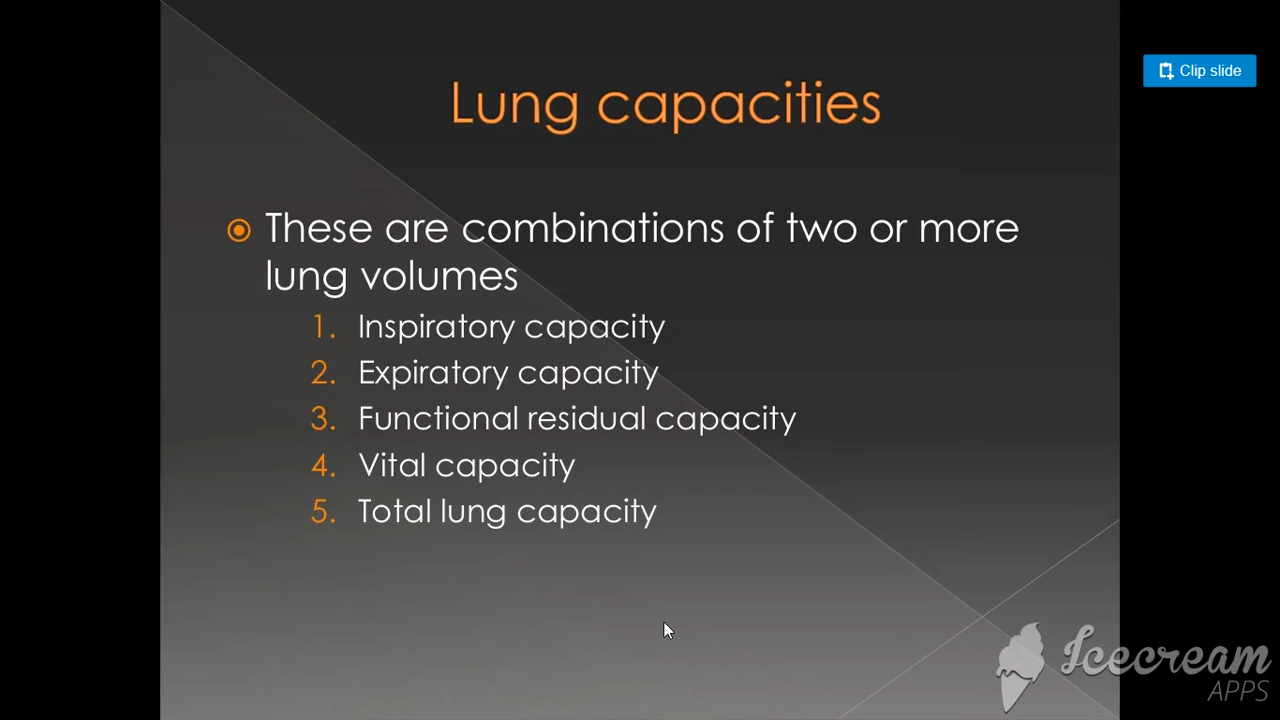 Clip slide
Lung capacities
These are combinations of two or more
lung volumes
1. Inspiratory capacity
2. Expiratory capacity
3. Functional residual capacity
4. Vital capacity
5. Total lung capacity
Icecream
APPS